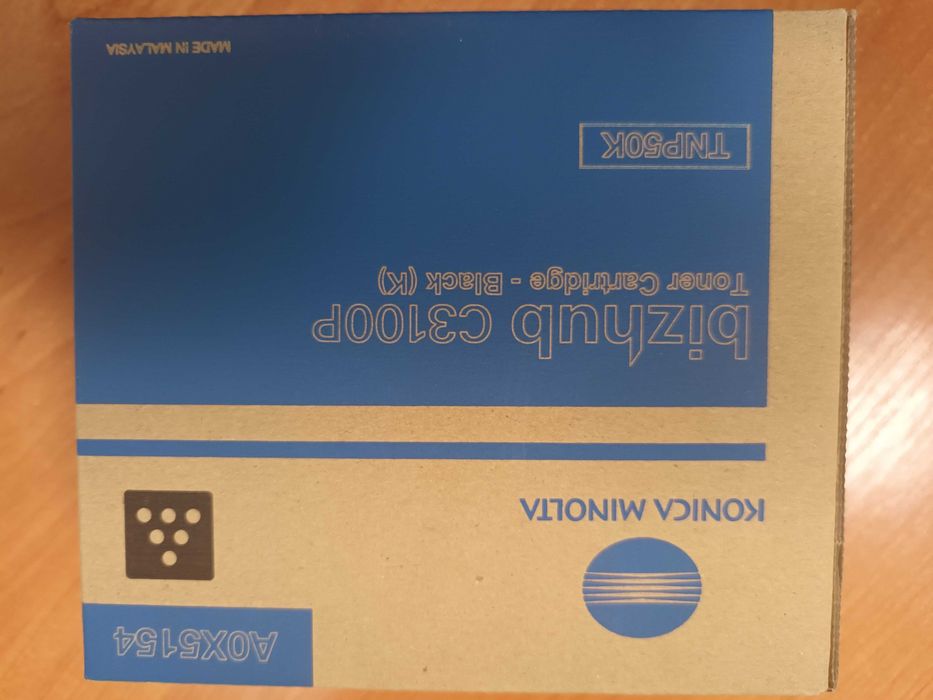 A0X5154
KONICA MINOLTA
bizhub C3100P
Toner Cartridge - Black (K)
TNP50K
MADE IN MALAYSIA